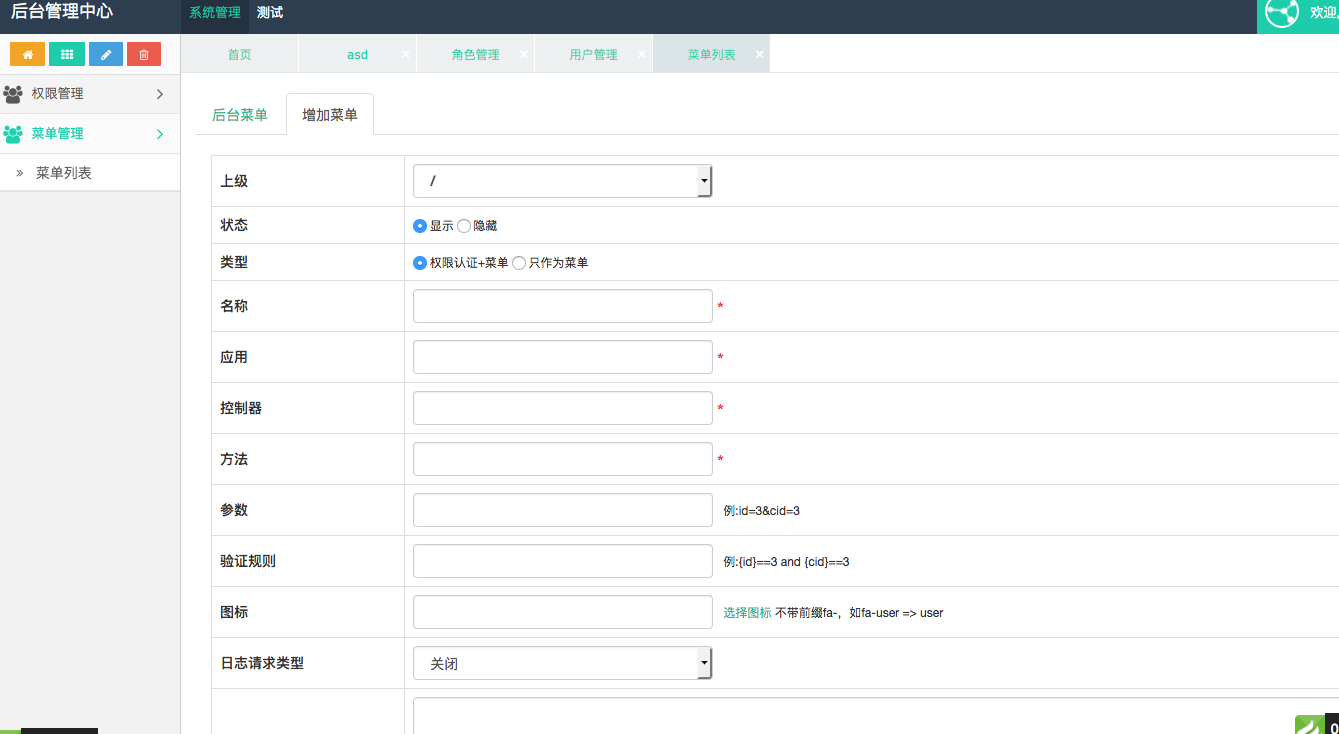 后台管理中心
系统管理 测试
欢迎,
首页 asd 角色管理 用户管理 菜单列表
权限管理
菜单管理
» 菜单列表
后台菜单 增加菜单
上级 /
状态 显示 隐藏
类型 权限认证+菜单 只作为菜单
名称 *
应用 *
控制器 *
方法 *
参数 例:id=3&cid=3
验证规则 例:{id}==3 and {cid}==3
图标 选择图标 不带前缀fa-，如fa-user => user
日志请求类型 关闭
0